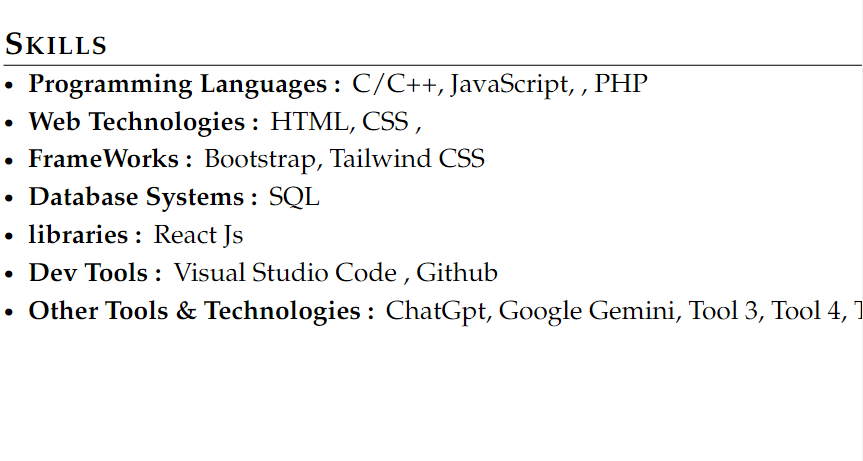 SKILLS
• Programming Languages : C/C++, JavaScript, , PHP
• Web Technologies : HTML, CSS ,
• FrameWorks : Bootstrap, Tailwind CSS
• Database Systems : SQL
• libraries : React Js
• Dev Tools : Visual Studio Code , Github
• Other Tools & Technologies : ChatGpt, Google Gemini, Tool 3, Tool 4,